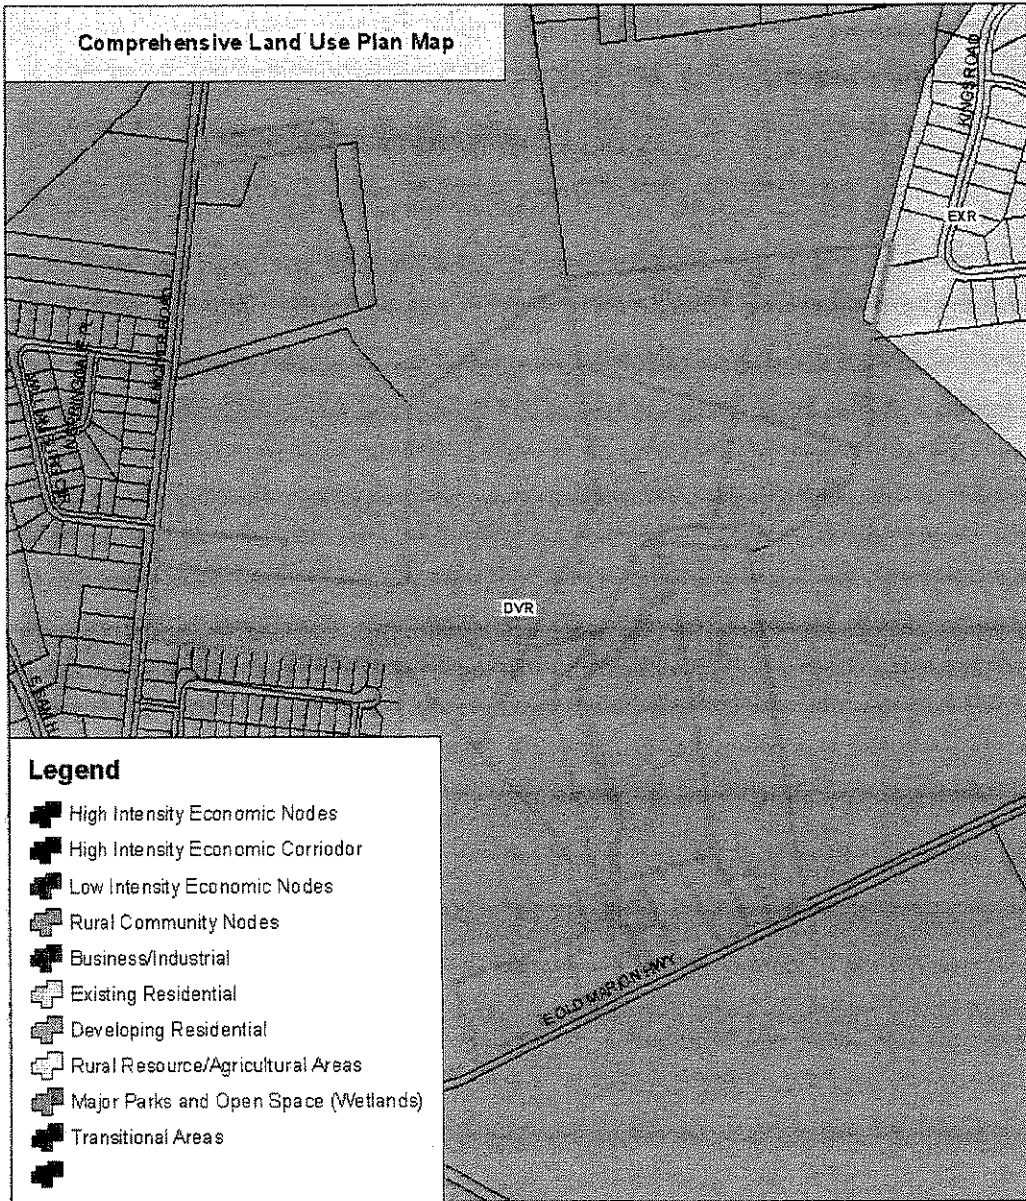 Comprehensive Land Use Plan Map
KINGS ROAD
EXR
DVR
E OLD MARION HWY
Legend
High Intensity Economic Nodes
High Intensity Economic Corriodor
Low Intensity Economic Nodes
Rural Community Nodes
Business/Industrial
Existing Residential
Developing Residential
Rural Resource/Agricultural Areas
Major Parks and Open Space (Wetlands)
Transitional Areas